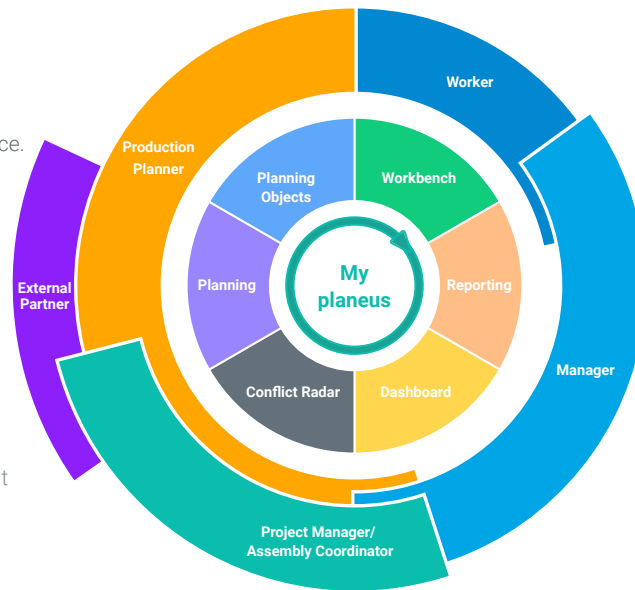 Worker
ce.
Production
Planner
Planning
Objects
Workbench
External
Partner
Planning
My
planeus
Reporting
Manager
Conflict Radar
Dashboard
t
Project Manager/
Assembly Coordinator